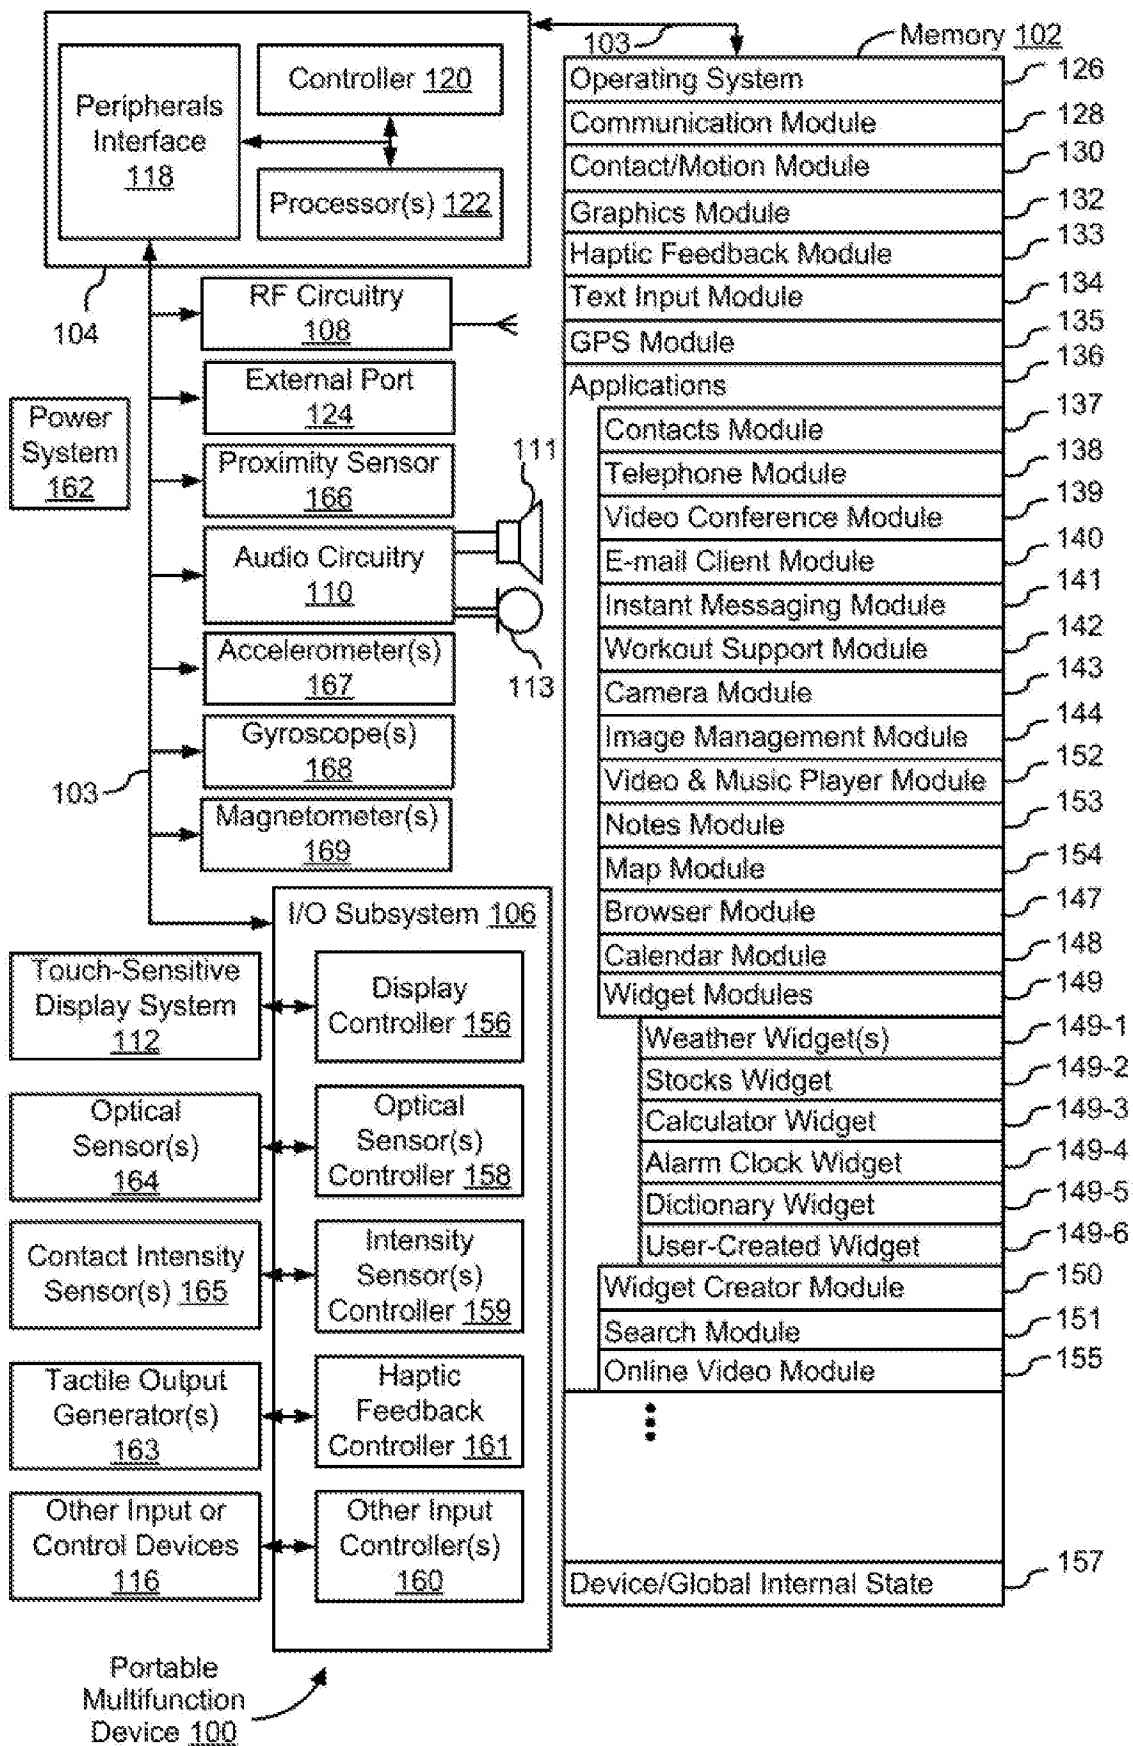 Peripherals
Interface
118
Controller 120
Processor(s) 122
104
103
RF Circuitry
108
External Port
124
Power
System
162
Proximity Sensor
166
Audio Circuitry
110
111
113
Accelerometer(s)
167
Gyroscope(s)
168
103
Magnetometer(s)
169
I/O Subsystem 106
Touch-Sensitive
Display System
112
Display
Controller 156
Optical
Sensor(s)
164
Optical
Sensor(s)
Controller 158
Contact Intensity
Sensor(s) 165
Intensity
Sensor(s)
Controller 159
Tactile Output
Generator(s)
163
Haptic
Feedback
Controller 161
Other Input or
Control Devices
116
Other Input
Controller(s)
160
Portable
Multifunction
Device 100
Memory 102
Operating System 126
Communication Module 128
Contact/Motion Module 130
Graphics Module 132
Haptic Feedback Module 133
Text Input Module 134
GPS Module 135
Applications 136
Contacts Module 137
Telephone Module 138
Video Conference Module 139
E-mail Client Module 140
Instant Messaging Module 141
Workout Support Module 142
Camera Module 143
Image Management Module 144
Video & Music Player Module 152
Notes Module 153
Map Module 154
Browser Module 147
Calendar Module 148
Widget Modules 149
Weather Widget(s) 149-1
Stocks Widget 149-2
Calculator Widget 149-3
Alarm Clock Widget 149-4
Dictionary Widget 149-5
User-Created Widget 149-6
Widget Creator Module 150
Search Module 151
Online Video Module 155
Device/Global Internal State 157